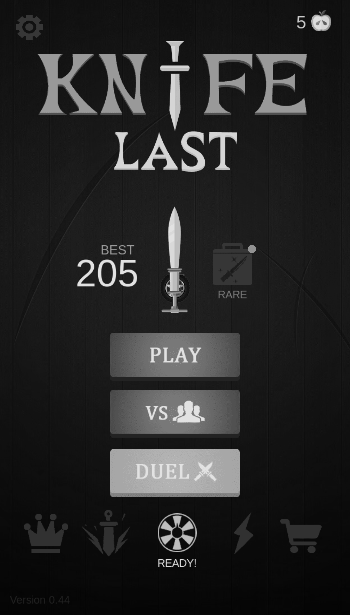 5
KNIFE
LAST
BEST
205
RARE
PLAY
VS
DUEL
READY!
Version 0.44